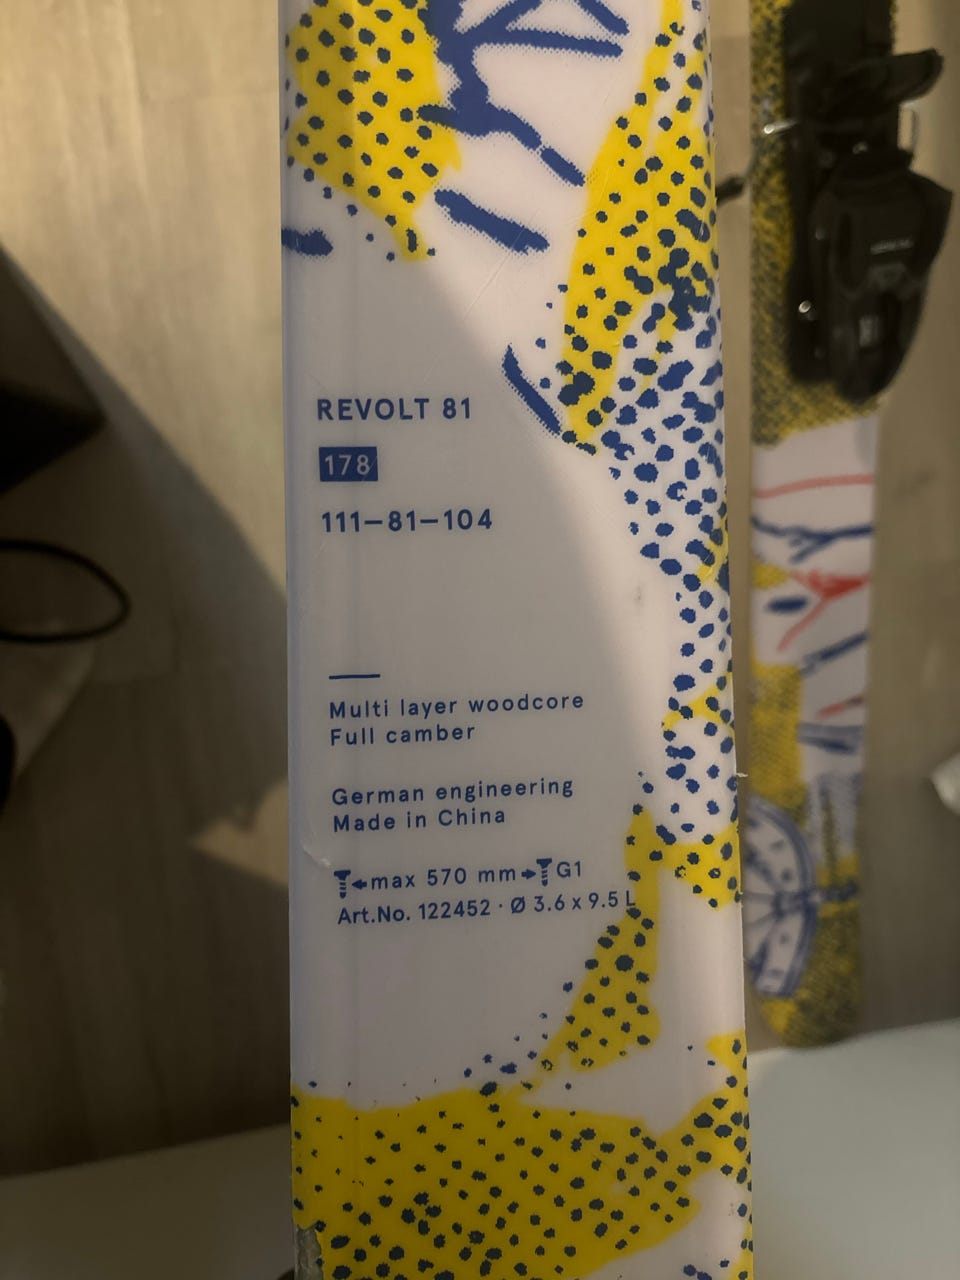 REVOLT 81
178
111–81–104
Multi layer woodcore
Full camber
German engineering
Made in China
max 570 mm G1
Art.No. 122452 · Ø 3.6 x 9.5 L